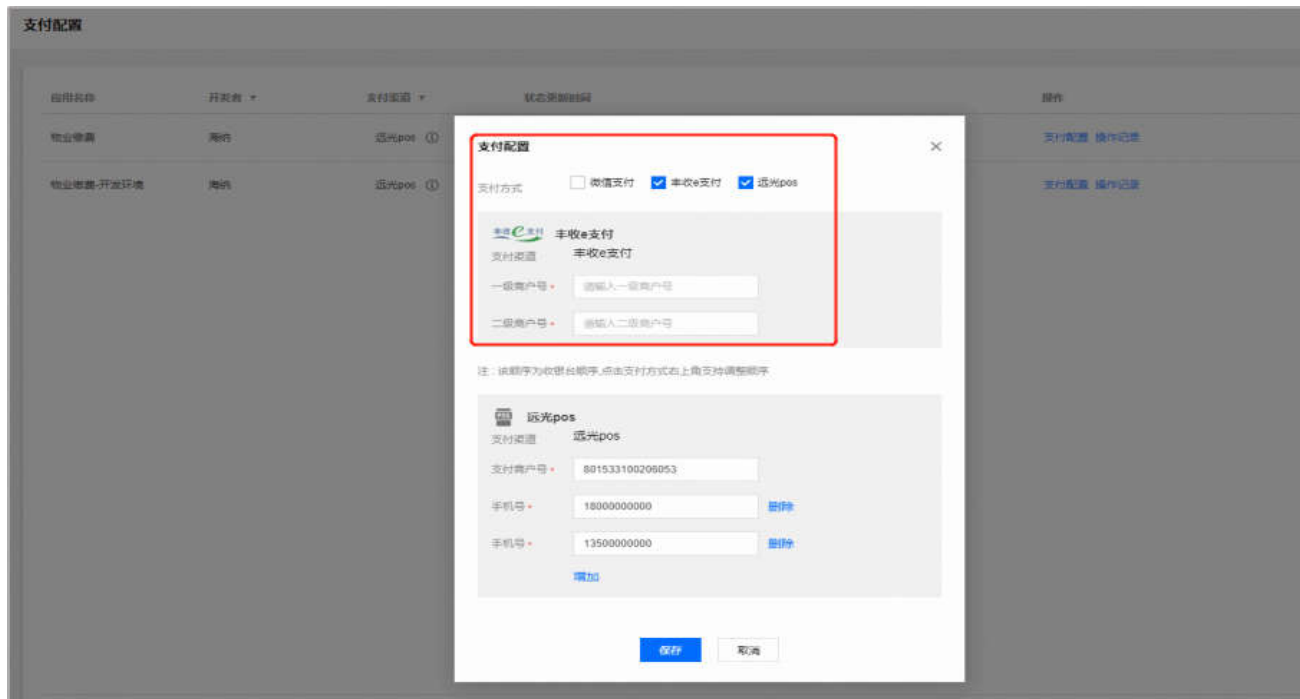 支付配置
应用名称 开发者 支付渠道 状态更新时间 操作
物业缴费 海纳 远光pos 支付配置 操作记录
物业缴费-开发环境 海纳 远光pos 支付配置 操作记录
支付配置
支付方式 微信支付 丰收e支付 远光pos
丰收e支付 丰收e支付
支付渠道 丰收e支付
一级商户号* 请输入一级商户号
二级商户号* 请输入二级商户号
注:该顺序为收银台顺序,点击支付方式右上角支持调整顺序
远光pos
支付渠道 远光pos
支付商户号* 801533100206053
手机号* 18000000000 删除
手机号* 13500000000 删除
增加
保存 取消